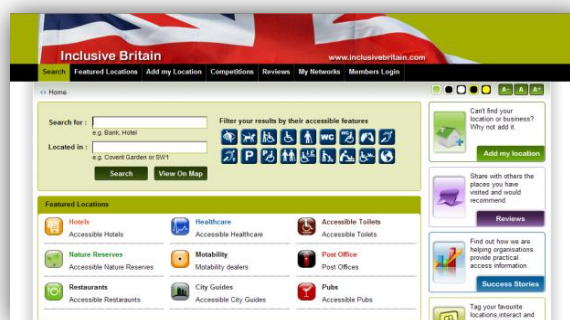 Inclusive Britain
www.inclusivebritain.com
Search Featured Locations Add my Location Competitions Reviews My Networks Members Login
Home
A- A A+
Search for :
e.g. Bank, Hotel
Located in :
e.g. Covent Garden or SW1
Search View On Map
Filter your results by their accessible features
WC WC
P
Can't find your
location or business?
Why not add it.
Add my location
Share with others the
places you have
visited and would
recommend.
Reviews
Find out how we are
helping organisations
provide practical
access information.
Success Stories
Tag your favourite
locations,interact and
Featured Locations
Hotels
Accessible Hotels
Healthcare
Accessible Healthcare
Accessible Toilets
Accessible Toilets
Nature Reserves
Accessible Nature Reserves
Motability
Motability dealers
Post Office
Post Offices
Restaurants
Accessible Restaraunts
City Guides
Accessible City Guides
Pubs
Accessible Pubs